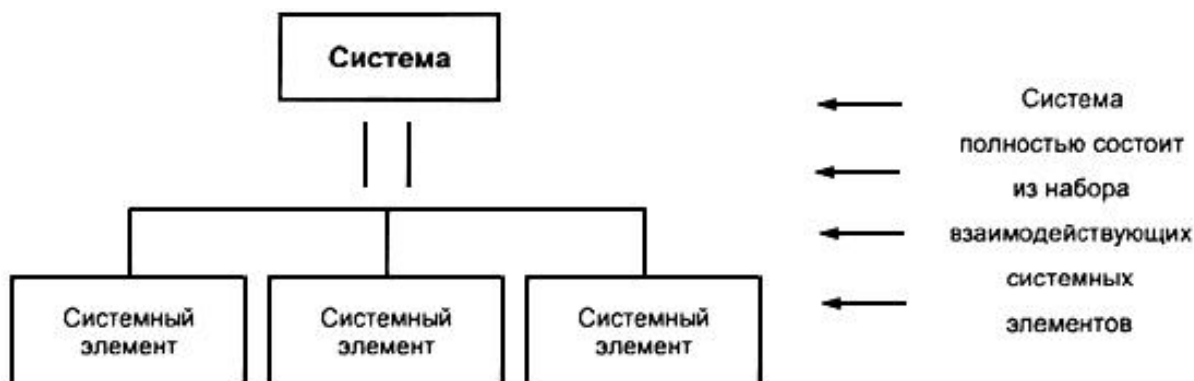 Система
Системный
элемент
Системный
элемент
Системный
элемент
Система
полностью состоит
из набора
взаимодействующих
системных
элементов